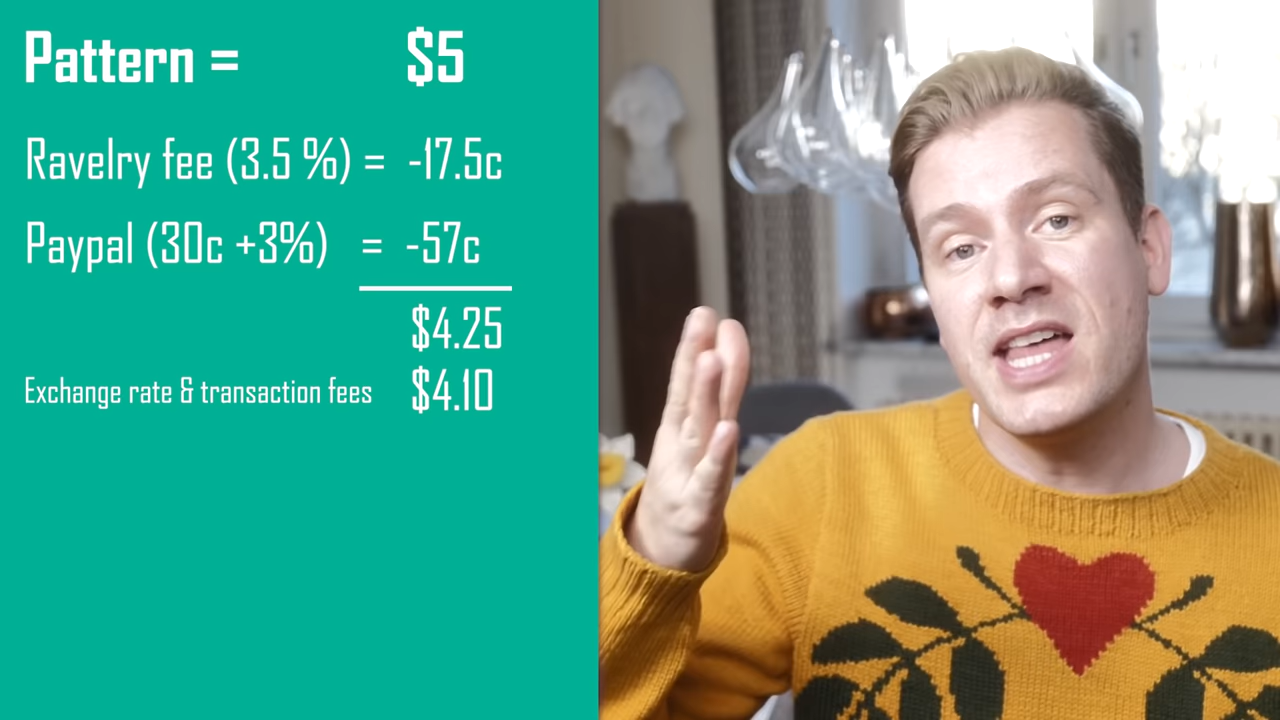 Pattern = $5
Ravelry fee (3.5 %) = -17.5c
Paypal (30c +3%) = -57c
$4.25
Exchange rate & transaction fees $4.10